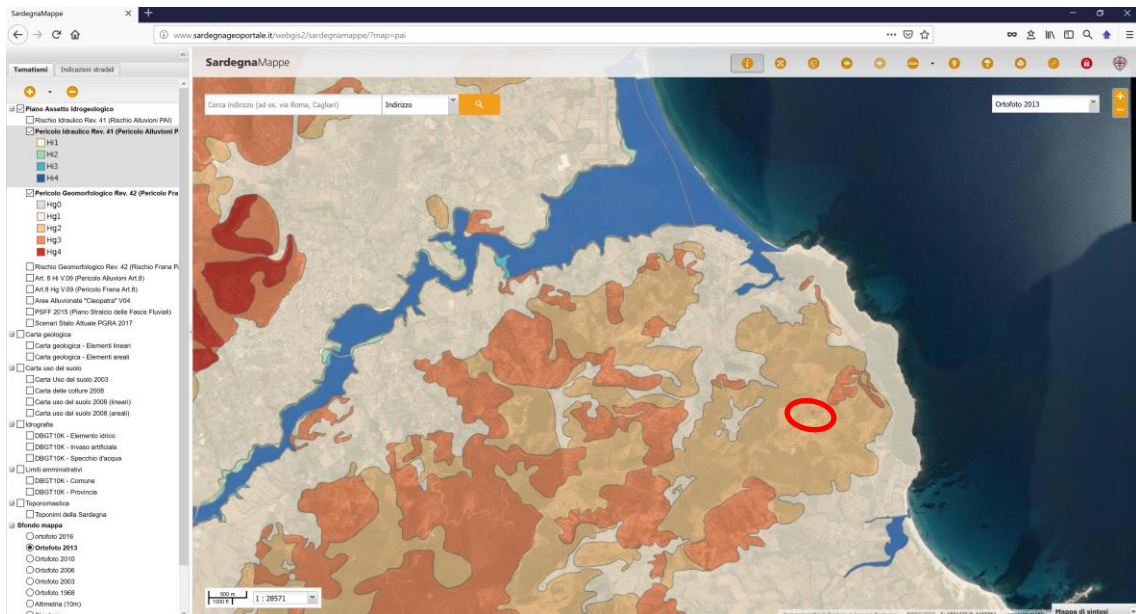 SardegnaMappe
www.sardegnageoportale.it/webgis2/sardegnamappe/?map=pai
Tematismi
Indicazioni stradali
SardegnaMappe
Cerca indirizzo (ad es. via Roma, Cagliari)
Indirizzo
Ortofoto 2013
Piano Assetto Idrogeologico
Rischio Idraulico Rev. 41 (Rischio Alluvioni PAI)
Pericolo Idraulico Rev. 41 (Pericolo Alluvioni P
Hi1
Hi2
Hi3
Hi4
Pericolo Geomorfologico Rev. 42 (Pericolo Fra
Hg0
Hg1
Hg2
Hg3
Hg4
Rischio Geomorfologico Rev. 42 (Rischio Frana P
Art. 8 Hi V.09 (Pericolo Alluvioni Art.8)
Art.8 Hg V.09 (Pericolo Frana Art.8)
Aree Alluvionate "Cleopatra" V04
PSFF 2015 (Piano Stralcio delle Fasce Fluviali)
Scenari Stato Attuale PGRA 2017
Carta geologica
Carta geologica - Elementi lineari
Carta geologica - Elementi areali
Carta uso del suolo
Carta Uso del suolo 2003
Carta delle colture 2008
Carta uso del suolo 2008 (lineari)
Carta uso del suolo 2008 (areali)
Idrografia
DBGT10K - Elemento idrico
DBGT10K - Invaso artificiale
DBGT10K - Specchio d'acqua
Limiti amministrativi
DBGT10K - Comune
DBGT10K - Provincia
Toponomastica
Toponimi della Sardegna
Sfondo mappa
ortofoto 2016
Ortofoto 2013
Ortofoto 2010
Ortofoto 2006
Ortofoto 2003
Ortofoto 1968
Altimetria (10m)
500 m
1000 ft
1 : 28571
Mappa di sintesi